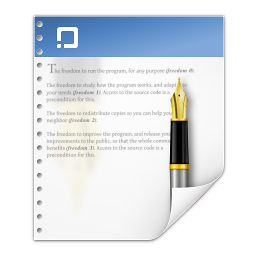 The freedom to run the program, for any purpose (freedom 0).
The freedom to study how the program works, and adapt
your needs (freedom 1). Access to the source code is a
precondition for this.
The freedom to redistribute copies so you can help you
neighbor (freedom 2).
The freedom to improve the program, and release your
improvements to the public, so that the whole commu
benefits (freedom 3). Access to the source code is a
precondition for this.